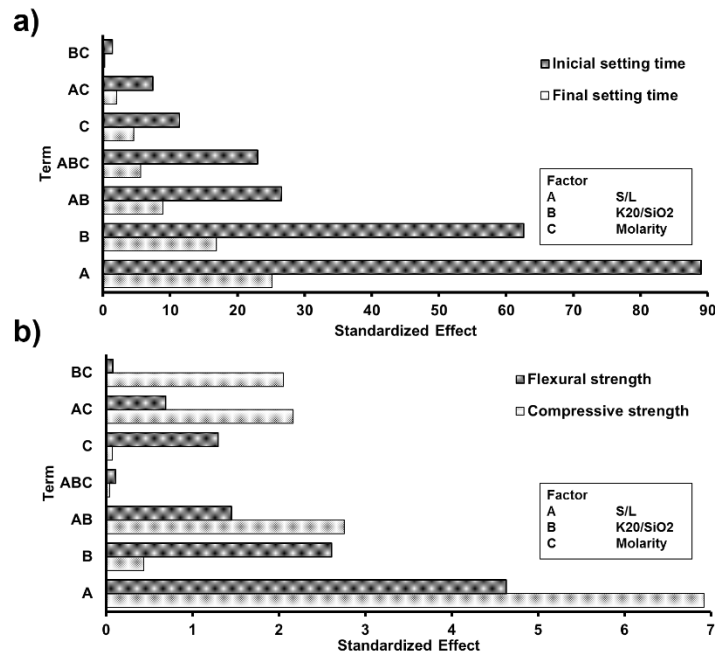 a)
BC
AC
C
ABC
AB
B
A
Term
Inicial setting time
Final setting time
Factor
A S/L
B K20/SiO2
C Molarity
0 10 20 30 40 50 60 70 80 90
Standardized Effect
b)
BC
AC
C
ABC
AB
B
A
Term
Flexural strength
Compressive strength
Factor
A S/L
B K20/SiO2
C Molarity
0 1 2 3 4 5 6 7
Standardized Effect